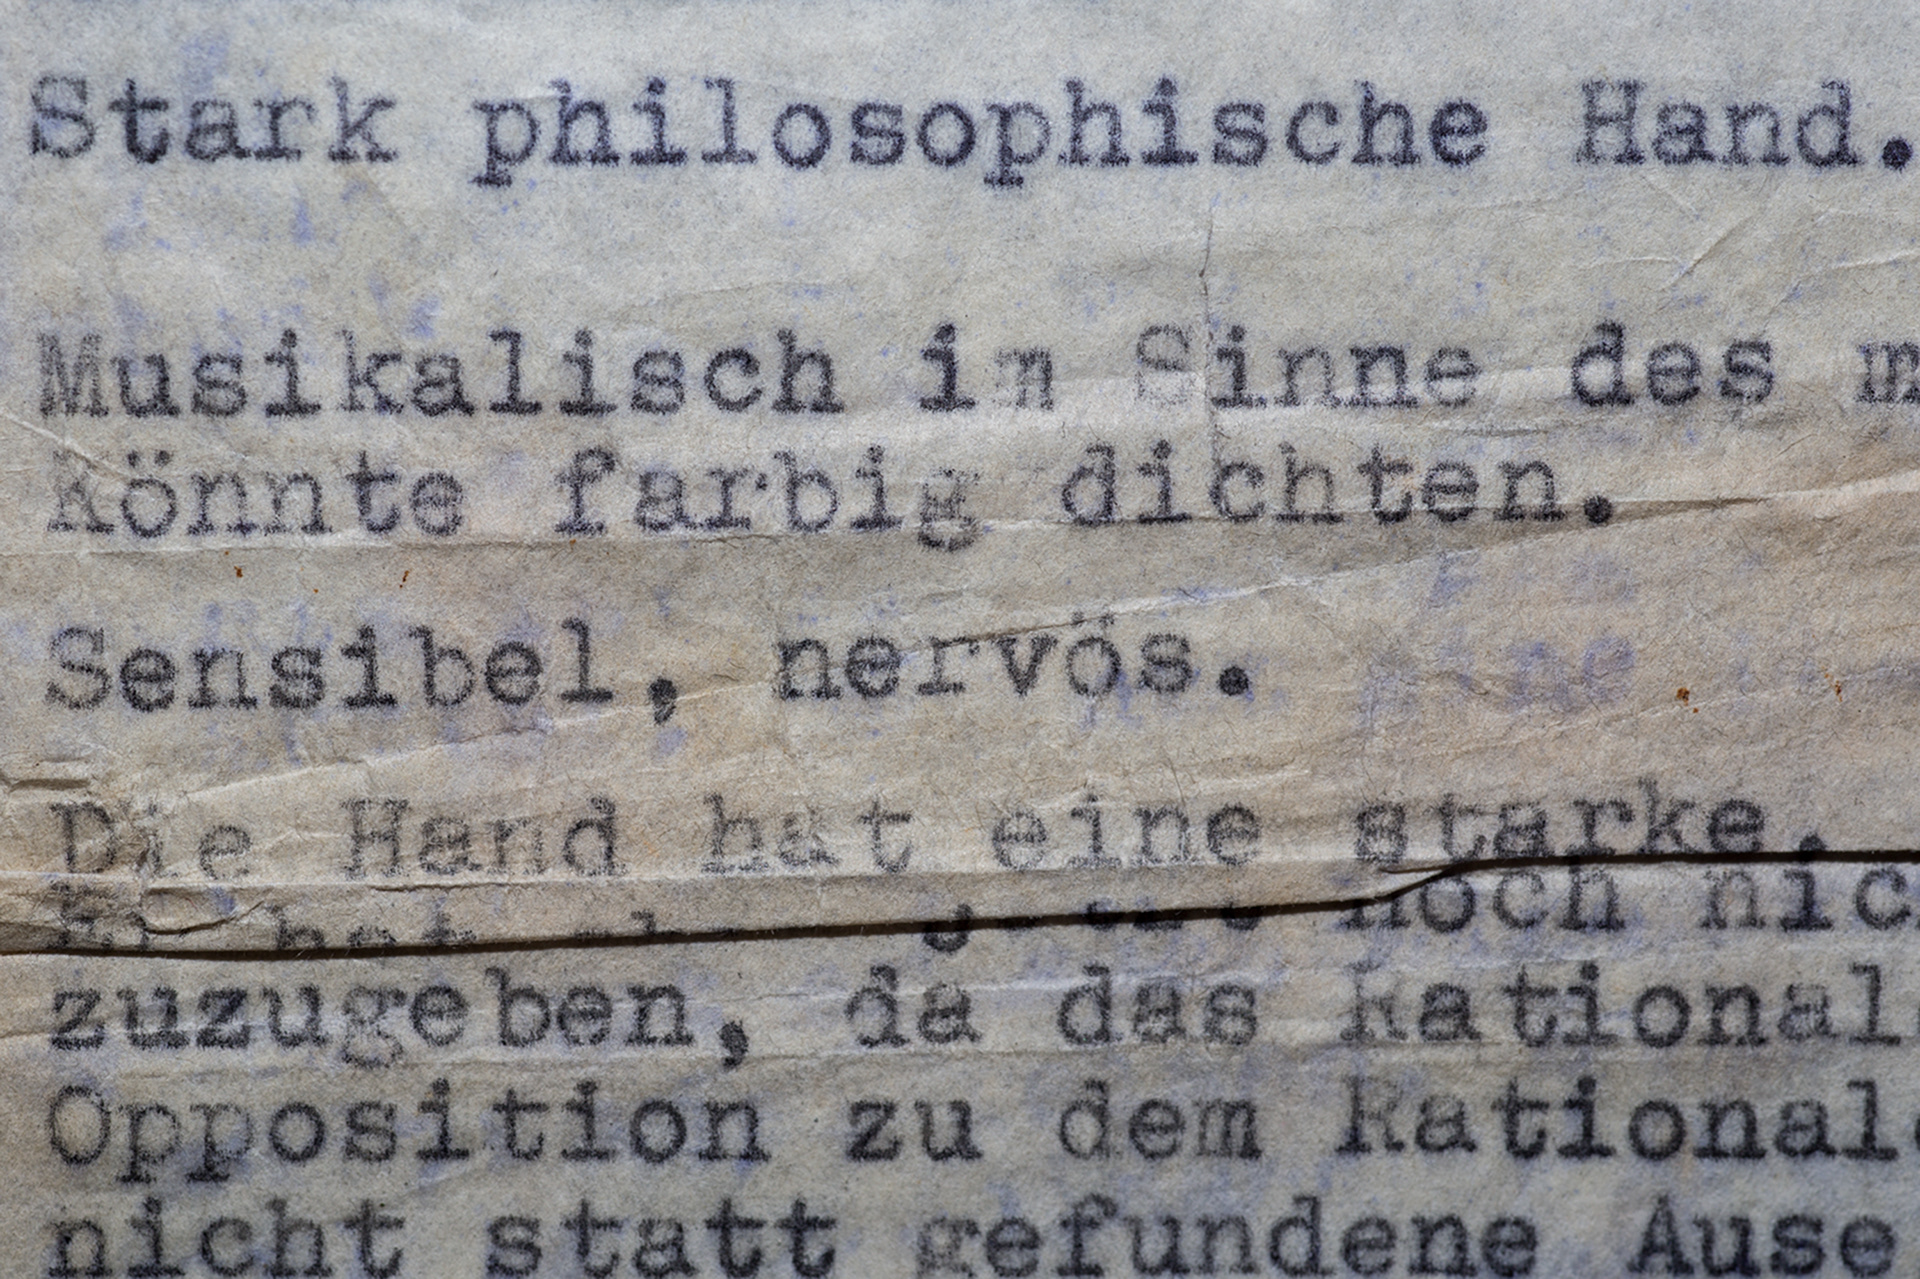 Stark philosophische Hand.
Musikalisch im Sinne des m
Könnte farbig dichten.
Sensibel, nervös.
Die Hand hat eine starke,
noch nic
zuzugeben, da das Rational
Opposition zu dem Rational
nicht statt gefundene Ause